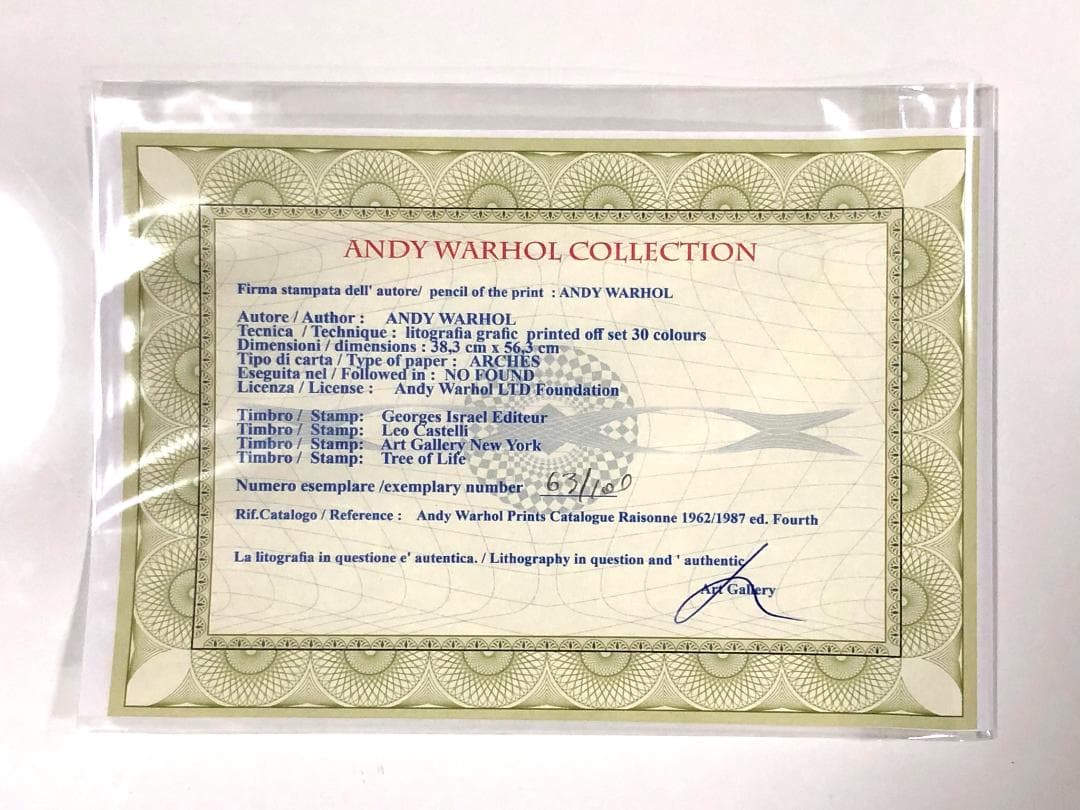 ANDY WARHOL COLLECTION
Firma stampata dell' autore/ pencil of the print : ANDY WARHOL
Autore / Author : ANDY WARHOL
Tecnica / Technique : litografia grafic printed off set 30 colours
Dimensioni / dimensions : 38,3 cm x 56,3 cm
Tipo di carta / Type of paper : ARCHES
Eseguita nel / Followed in : NO FOUND
Licenza / License : Andy Warhol LTD Foundation
Timbro / Stamp: Georges Israel Editeur
Timbro / Stamp: Leo Castelli
Timbro / Stamp: Art Gallery New York
Timbro / Stamp: Tree of Life
Numero esemplare /exemplary number 63/100
Rif.Catalogo / Reference : Andy Warhol Prints Catalogue Raisonne 1962/1987 ed. Fourth
La litografia in questione e' autentica. / Lithography in question and ' authentic
Art Gallery